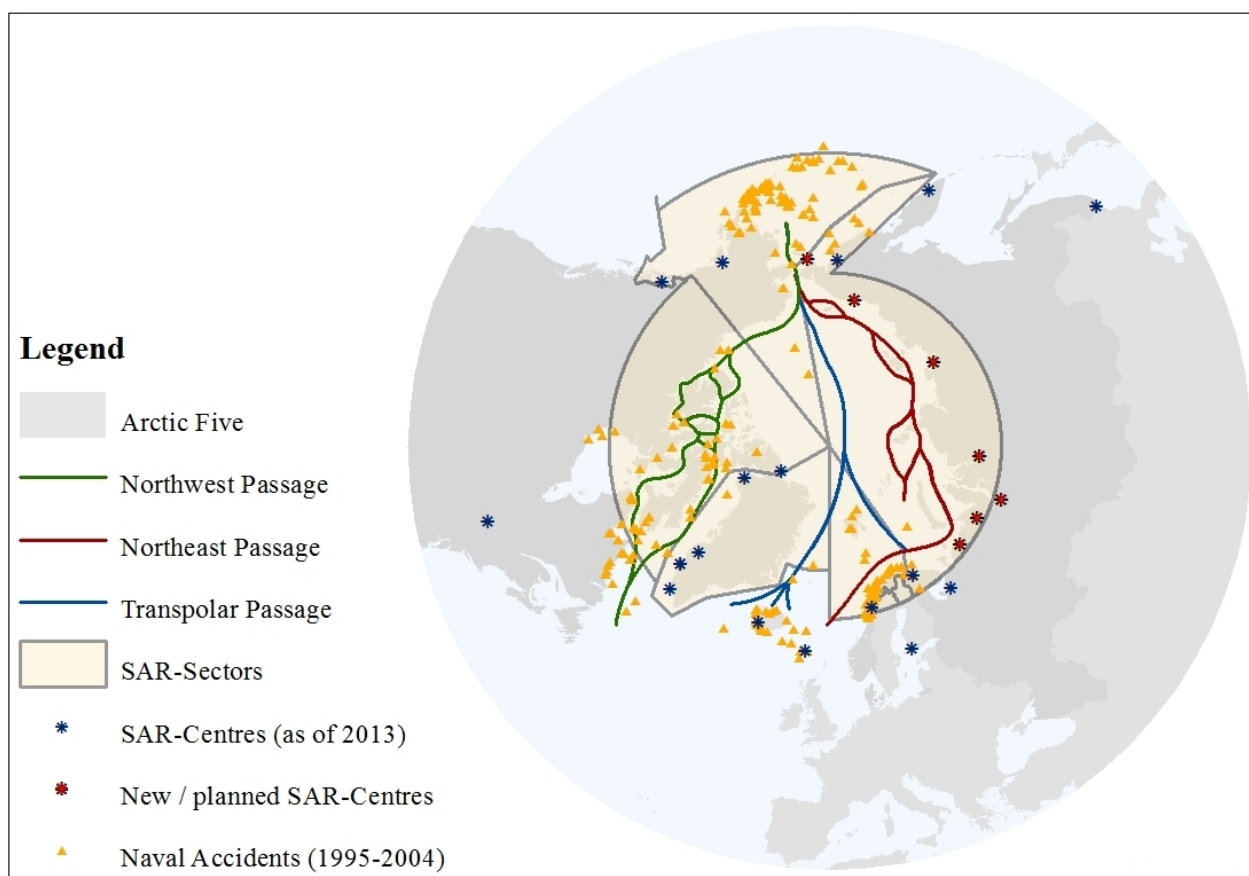 Legend
Arctic Five
Northwest Passage
Northeast Passage
Transpolar Passage
SAR-Sectors
SAR-Centres (as of 2013)
New / planned SAR-Centres
Naval Accidents (1995-2004)